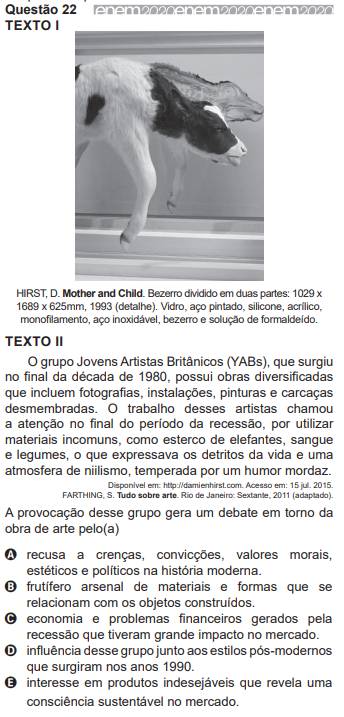 Questão 22 enem2020enem2020enem2020
TEXTO I
HIRST, D. Mother and Child. Bezerro dividido em duas partes: 1029 x
1689 x 625mm, 1993 (detalhe). Vidro, aço pintado, silicone, acrílico,
monofilamento, aço inoxidável, bezerro e solução de formaldeído.
TEXTO II
O grupo Jovens Artistas Britânicos (YABs), que surgiu
no final da década de 1980, possui obras diversificadas
que incluem fotografias, instalações, pinturas e carcaças
desmembradas. O trabalho desses artistas chamou
a atenção no final do período da recessão, por utilizar
materiais incomuns, como esterco de elefantes, sangue
e legumes, o que expressava os detritos da vida e uma
atmosfera de niilismo, temperada por um humor mordaz.
Disponível em: http://damienhirst.com. Acesso em: 15 jul. 2015.
FARTHING, S. Tudo sobre arte. Rio de Janeiro: Sextante, 2011 (adaptado).
A provocação desse grupo gera um debate em torno da
obra de arte pelo(a)
A recusa a crenças, convicções, valores morais,
estéticos e políticos na história moderna.
B frutífero arsenal de materiais e formas que se
relacionam com os objetos construídos.
C economia e problemas financeiros gerados pela
recessão que tiveram grande impacto no mercado.
D influência desse grupo junto aos estilos pós-modernos
que surgiram nos anos 1990.
E interesse em produtos indesejáveis que revela uma
consciência sustentável no mercado.